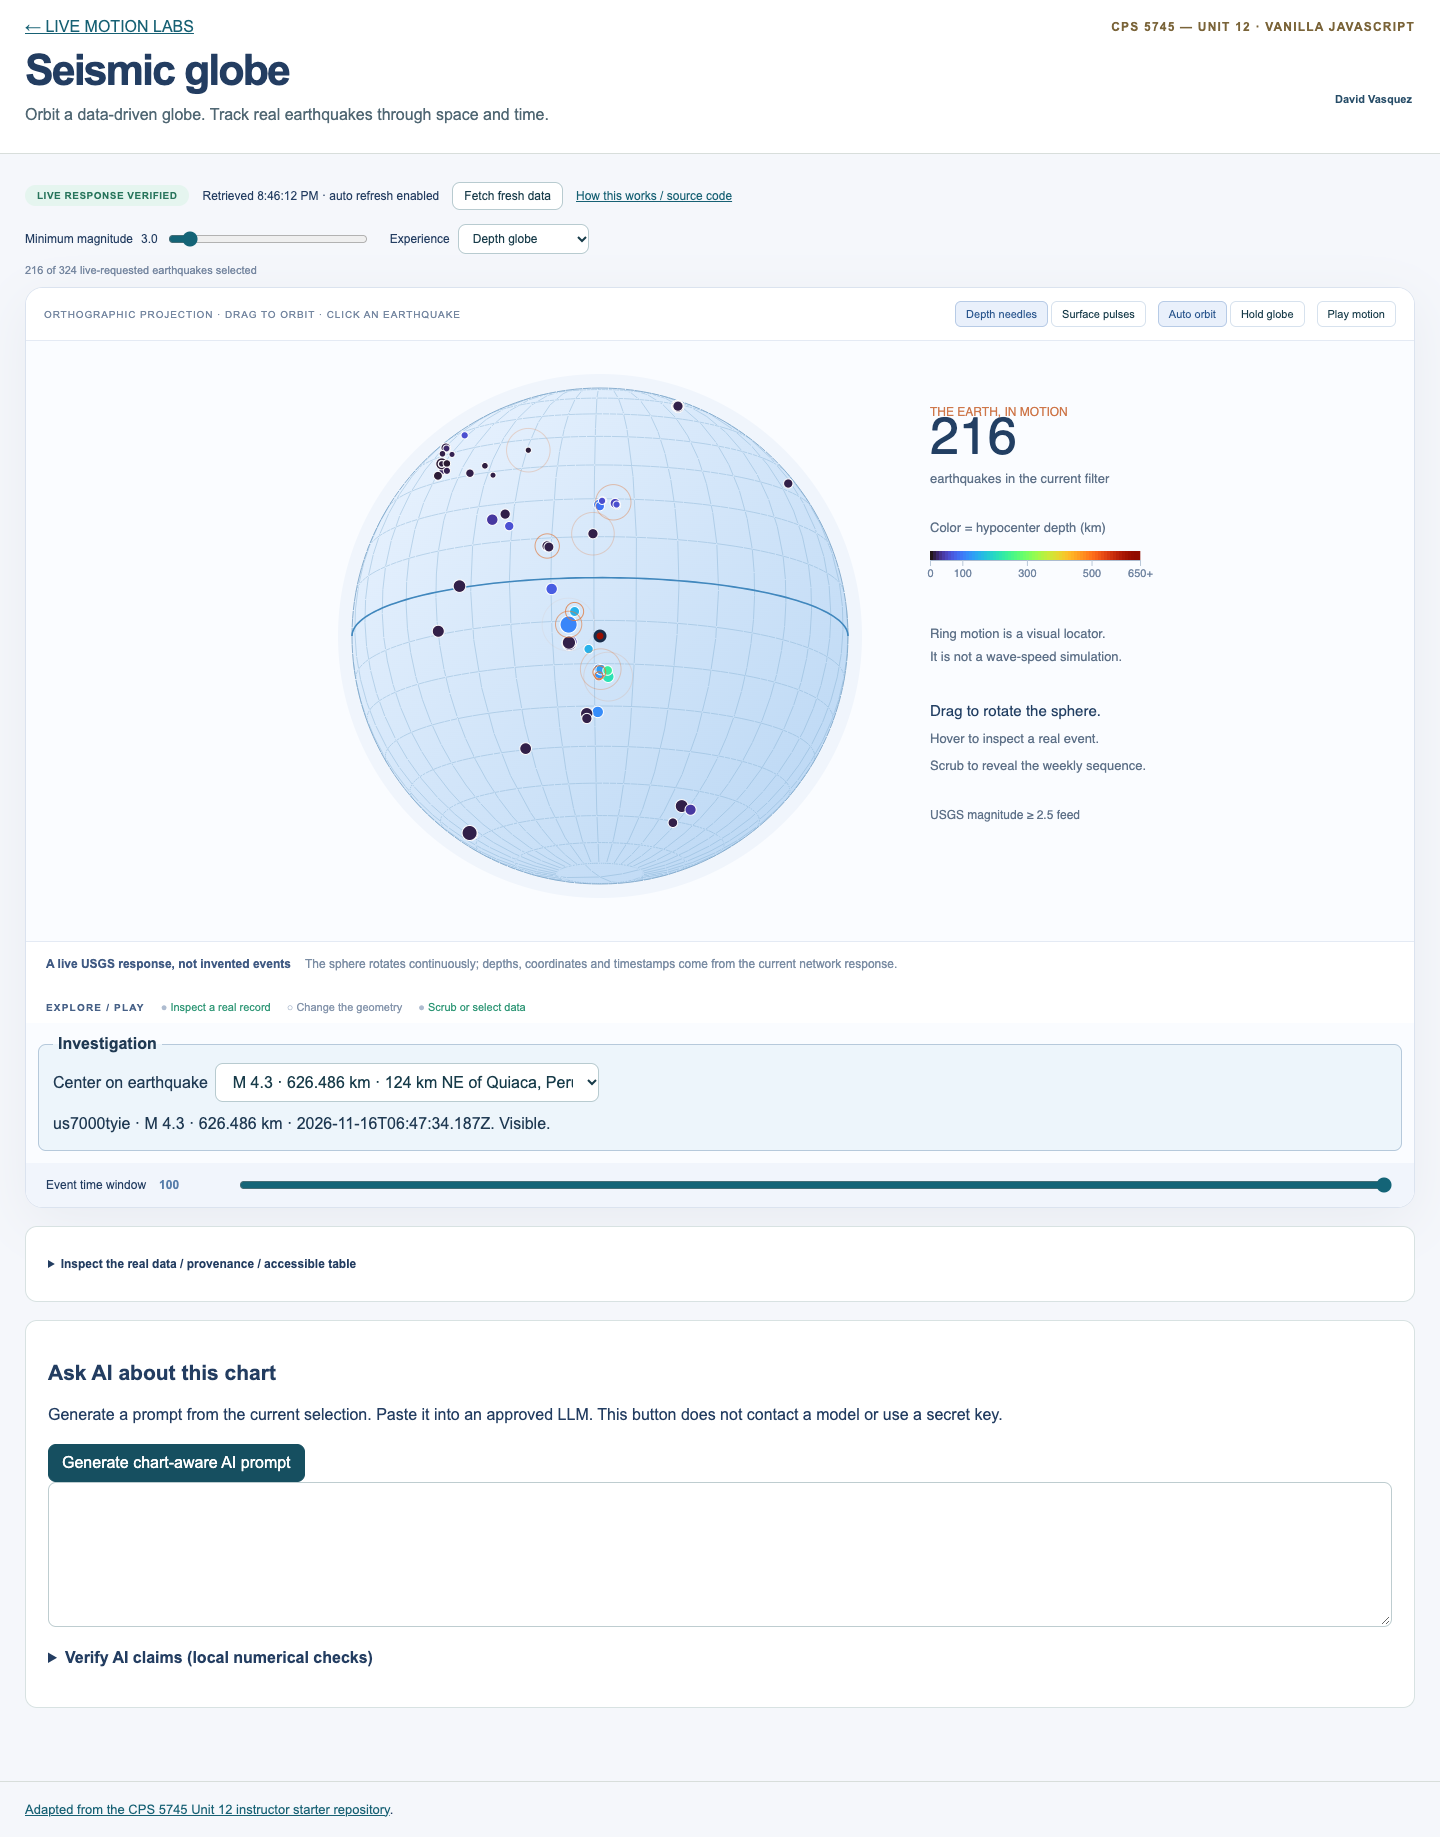 ← LIVE MOTION LABS
CPS 5745 — UNIT 12 · VANILLA JAVASCRIPT
Seismic globe
David Vasquez
Orbit a data-driven globe. Track real earthquakes through space and time.
LIVE RESPONSE VERIFIED
Retrieved 8:46:12 PM · auto refresh enabled
Fetch fresh data
How this works / source code
Minimum magnitude 3.0
Experience
Depth globe
216 of 324 live-requested earthquakes selected
ORTHOGRAPHIC PROJECTION · DRAG TO ORBIT · CLICK AN EARTHQUAKE
Depth needles
Surface pulses
Auto orbit
Hold globe
Play motion
THE EARTH, IN MOTION
216
earthquakes in the current filter
Color = hypocenter depth (km)
0 100 300 500 650+
Ring motion is a visual locator.
It is not a wave-speed simulation.
Drag to rotate the sphere.
Hover to inspect a real event.
Scrub to reveal the weekly sequence.
USGS magnitude ≥ 2.5 feed
A live USGS response, not invented events
The sphere rotates continuously; depths, coordinates and timestamps come from the current network response.
EXPLORE / PLAY
● Inspect a real record
○ Change the geometry
● Scrub or select data
Investigation
Center on earthquake
M 4.3 · 626.486 km · 124 km NE of Quiaca, Peru
us7000tyie · M 4.3 · 626.486 km · 2026-11-16T06:47:34.187Z. Visible.
Event time window 100
▶ Inspect the real data / provenance / accessible table
Ask AI about this chart
Generate a prompt from the current selection. Paste it into an approved LLM. This button does not contact a model or use a secret key.
Generate chart-aware AI prompt
▶ Verify AI claims (local numerical checks)
Adapted from the CPS 5745 Unit 12 instructor starter repository.